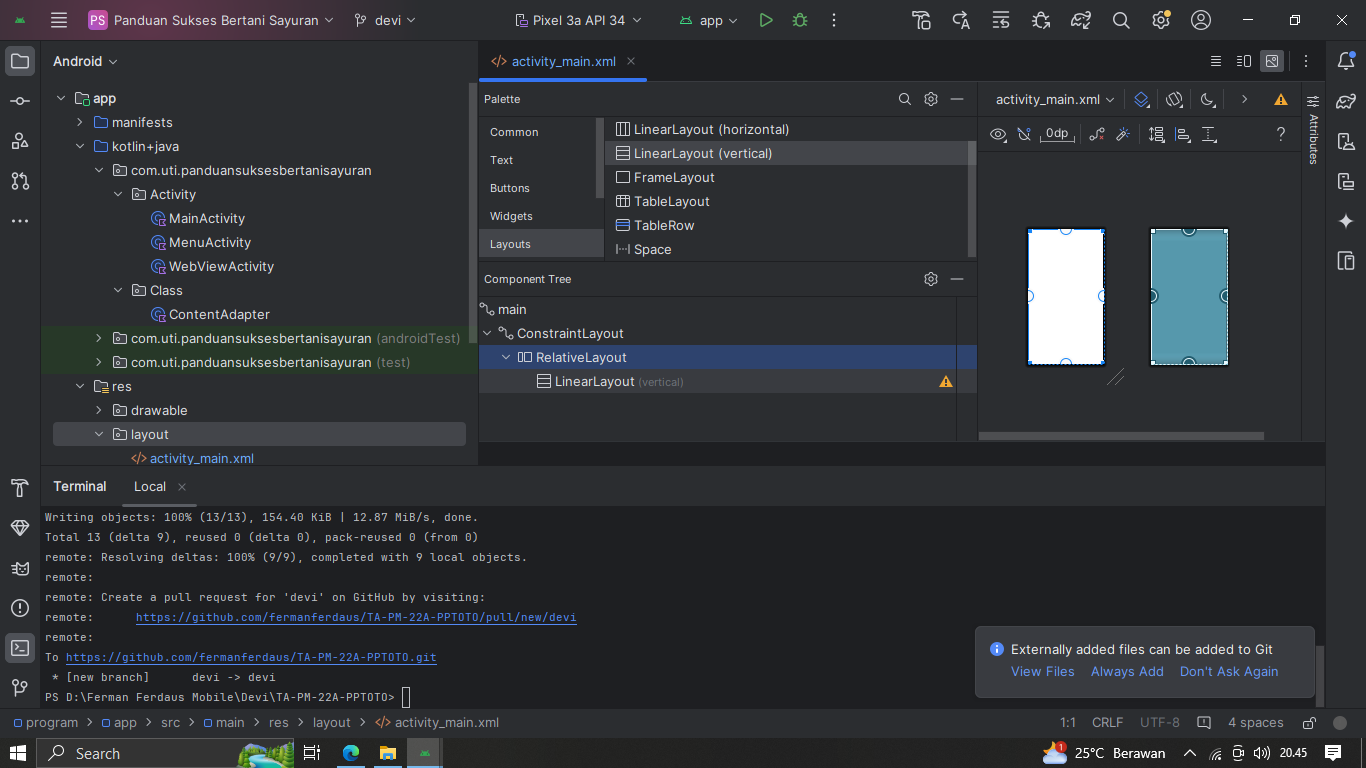 PS Panduan Sukses Bertani Sayuran devi Pixel 3a API 34 app
Android
activity_main.xml
app
manifests
kotlin+java
com.uti.panduansuksesbertanisayuran
Activity
MainActivity
MenuActivity
WebViewActivity
Class
ContentAdapter
com.uti.panduansuksesbertanisayuran (androidTest)
com.uti.panduansuksesbertanisayuran (test)
res
drawable
layout
activity_main.xml
Palette
Common
Text
Buttons
Widgets
Layouts
LinearLayout (horizontal)
LinearLayout (vertical)
FrameLayout
TableLayout
TableRow
Space
Component Tree
main
ConstraintLayout
RelativeLayout
LinearLayout (vertical)
activity_main.xml
0dp
?
Attributes
Terminal Local
Writing objects: 100% (13/13), 154.40 KiB | 12.87 MiB/s, done.
Total 13 (delta 9), reused 0 (delta 0), pack-reused 0 (from 0)
remote: Resolving deltas: 100% (9/9), completed with 9 local objects.
remote:
remote: Create a pull request for 'devi' on GitHub by visiting:
remote: https://github.com/fermanferdaus/TA-PM-22A-PPTOTO/pull/new/devi
remote:
To https://github.com/fermanferdaus/TA-PM-22A-PPTOTO.git
* [new branch] devi -> devi
PS D:\Ferman Ferdaus Mobile\Devi\TA-PM-22A-PPTOTO>
Externally added files can be added to Git
View Files Always Add Don't Ask Again
program > app > src > main > res > layout > activity_main.xml
1:1 CRLF UTF-8 4 spaces
Search
1
25°C Berawan
20.45